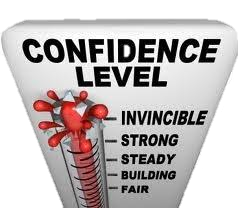 CONFIDENCE
LEVEL
INVINCIBLE
STRONG
STEADY
BUILDING
FAIR